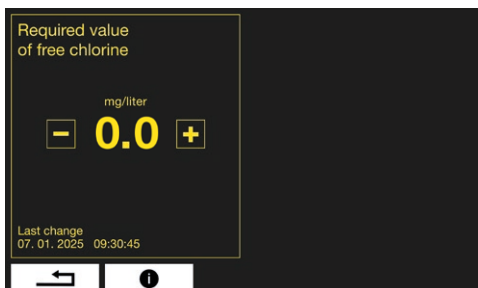 Required value
of free chlorine
mg/liter
− 0.0 +
Last change
07. 01. 2025 09:30:45